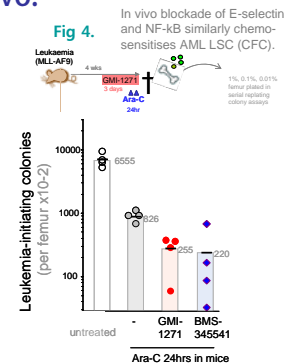 vo.
Fig 4.
In vivo blockade of E-selectin
and NF-kB similarly chemo-
sensitises AML LSC (CFC).
Leukaemia
(MLL-AF9)
4 wks
GMI-1271
3 days
Ara-C
24hr
1%, 0.1%, 0.01%
femur plated in
serial replating
colony assays
Leukemia-initiating colonies
(per femur x10-2)
10000
1000
100
6555
826
255
220
untreated
-
GMI-
1271
BMS-
345541
Ara-C 24hrs in mice